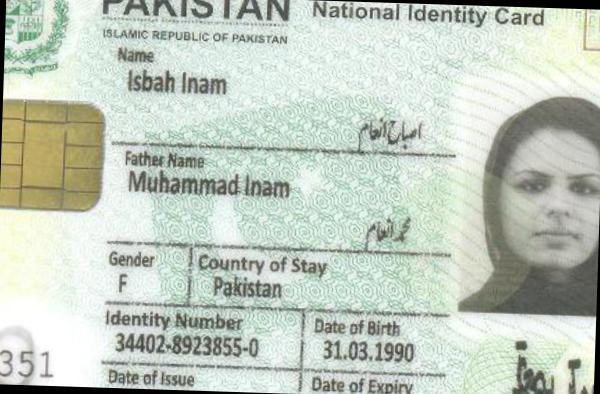 PAKISTAN National Identity Card
ISLAMIC REPUBLIC OF PAKISTAN
Name
Isbah Inam
اصباح انعام
Father Name
Muhammad Inam
محمد انعام
Gender Country of Stay
F Pakistan
Identity Number Date of Birth
34402-8923855-0 31.03.1990
351
Date of Issue Date of Expiry